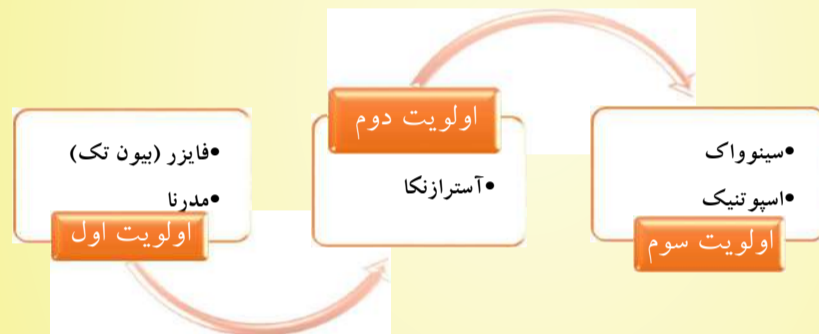 •فایزر (بیون تک)
•مدرنا
اولویت اول
اولویت دوم
•آسترازنکا
•سینوواک
•اسپوتنیک
اولویت سوم